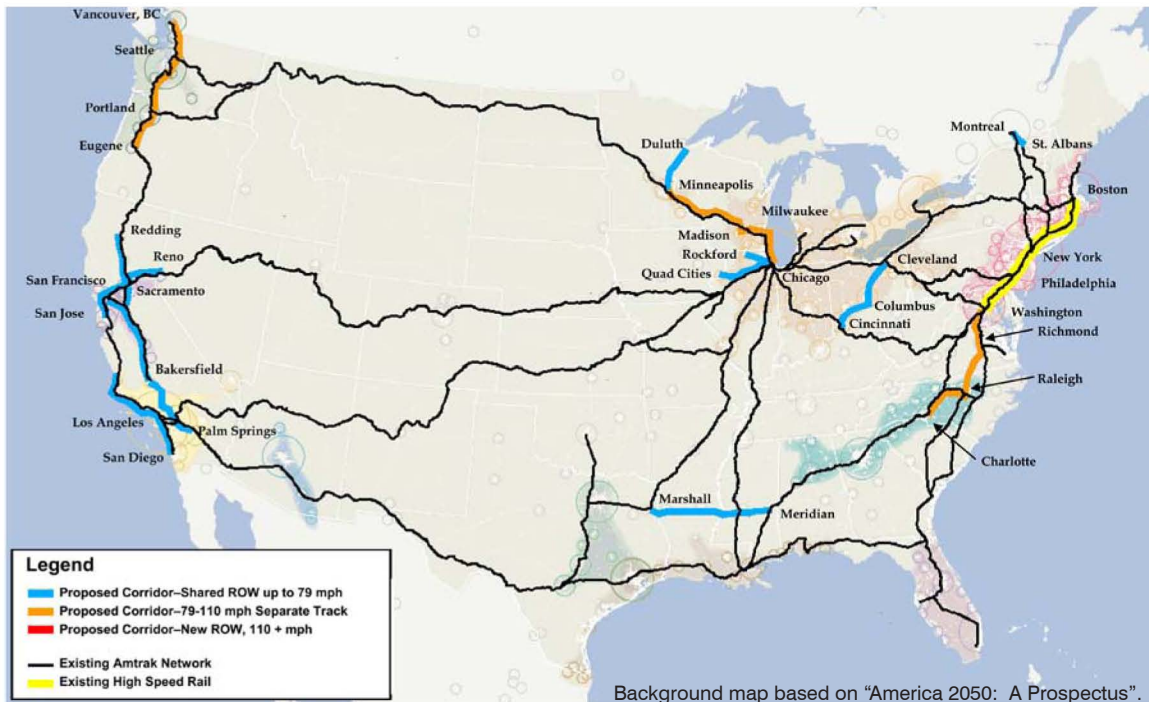 Vancouver, BC
Seattle
Portland
Eugene
Duluth
Minneapolis
Montreal
St. Albans
Boston
Milwaukee
Madison
Rockford
Quad Cities
Chicago
Cleveland
New York
Philadelphia
Redding
Reno
San Francisco
Sacramento
San Jose
Columbus
Cincinnati
Washington
Richmond
Bakersfield
Raleigh
Los Angeles
Palm Springs
San Diego
Charlotte
Marshall
Meridian
Legend
Proposed Corridor–Shared ROW up to 79 mph
Proposed Corridor–79-110 mph Separate Track
Proposed Corridor–New ROW, 110 + mph
Existing Amtrak Network
Existing High Speed Rail
Background map based on “America 2050: A Prospectus”.